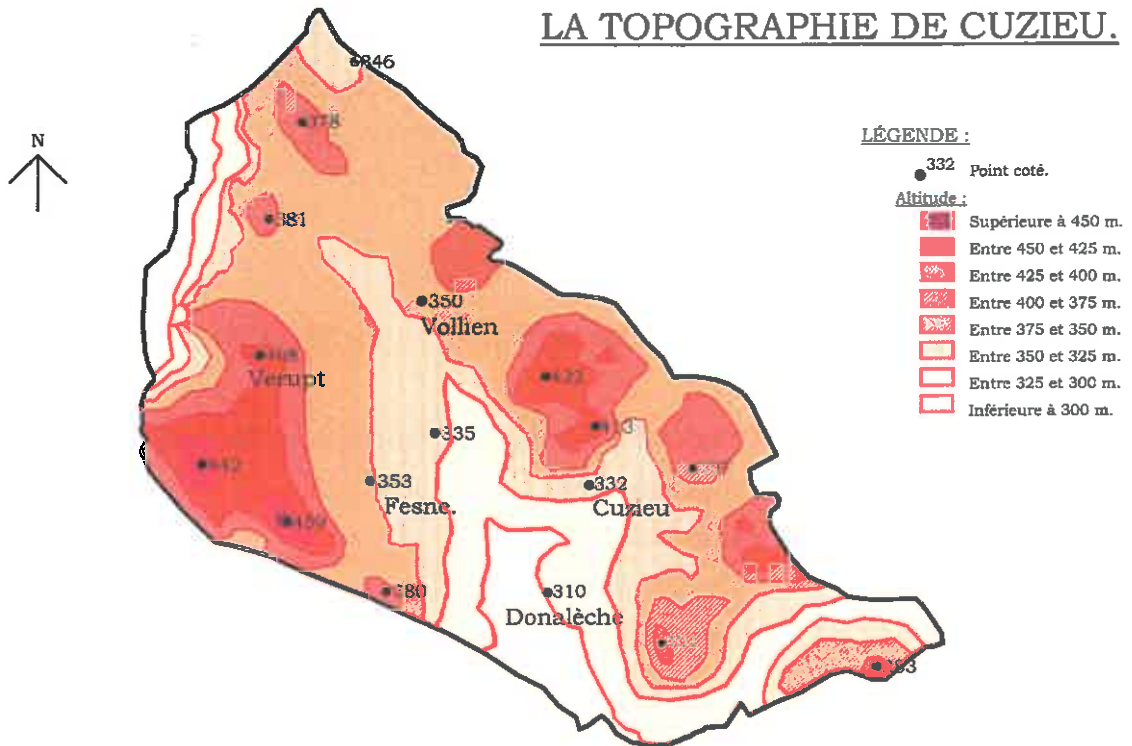 LA TOPOGRAPHIE DE CUZIEU.
N
LÉGENDE :
332 Point coté.
Altitude :
Supérieure à 450 m.
Entre 450 et 425 m.
Entre 425 et 400 m.
Entre 400 et 375 m.
Entre 375 et 350 m.
Entre 350 et 325 m.
Entre 325 et 300 m.
Inférieure à 300 m.
346
378
381
350
Vollien
Verupt
335
353
Fesne.
332
Cuzieu
380
310
Donalèche